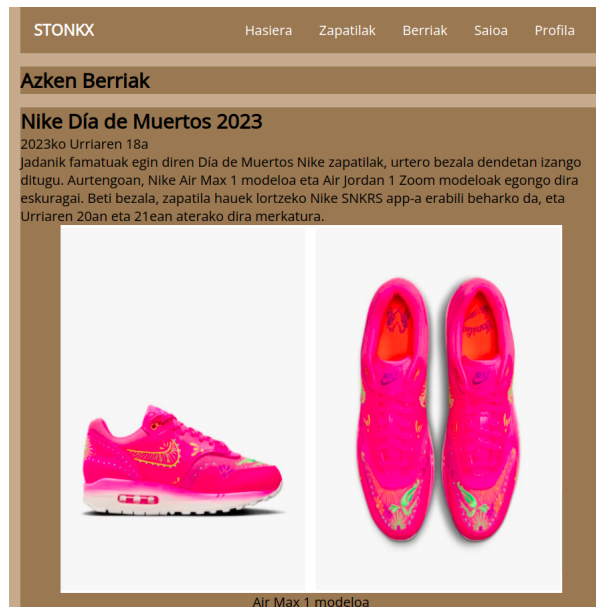 STONKX Hasiera Zapatilak Berriak Saioa Profila
Azken Berriak
Nike Día de Muertos 2023
2023ko Urriaren 18a
Jadanik famatuak egin diren Día de Muertos Nike zapatilak, urtero bezala dendetan izango
ditugu. Aurtengoan, Nike Air Max 1 modeloa eta Air Jordan 1 Zoom modeloak egongo dira
eskuragai. Beti bezala, zapatila hauek lortzeko Nike SNKRS app-a erabili beharko da, eta
Urriaren 20an eta 21ean aterako dira merkatura.
Air Max 1 modeloa